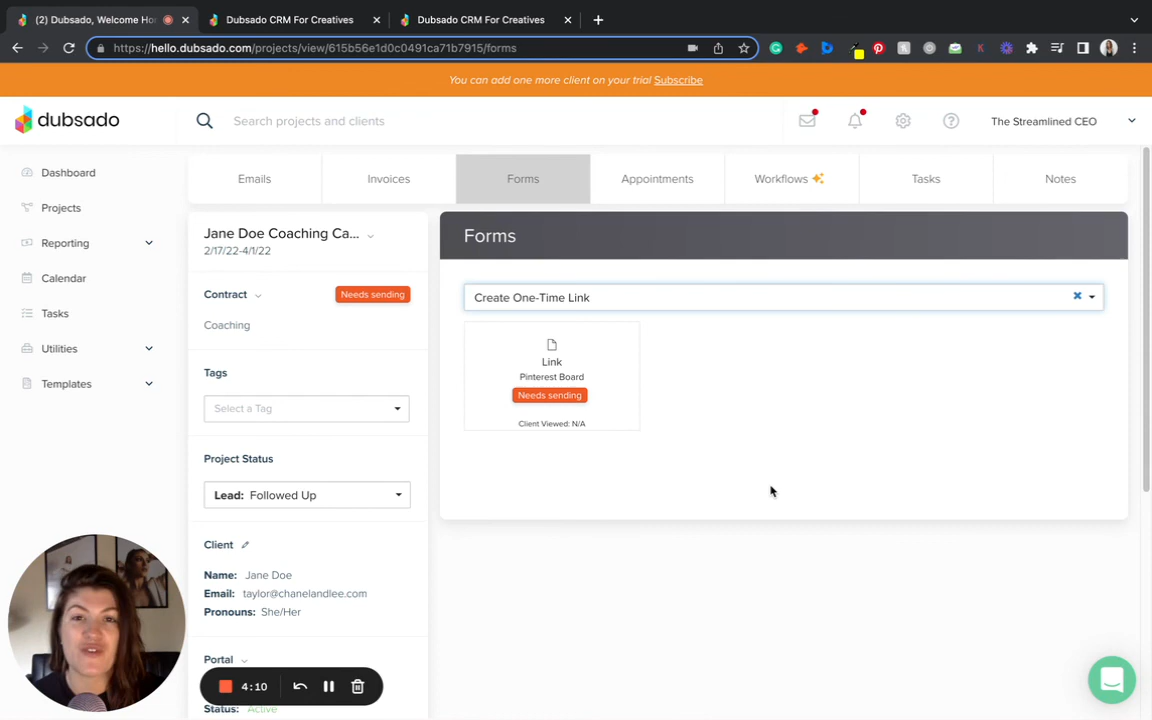 (2) Dubsado, Welcome Ho
Dubsado CRM For Creatives
Dubsado CRM For Creatives
https://hello.dubsado.com/projects/view/615b56e1d0c0491ca71b7915/forms
You can add one more client on your trial Subscribe
dubsado
Search projects and clients
The Streamlined CEO
Dashboard
Projects
Reporting
Calendar
Tasks
Utilities
Templates
Emails
Invoices
Forms
Appointments
Workflows
Tasks
Notes
Jane Doe Coaching Ca...
2/17/22-4/1/22
Contract
Needs sending
Coaching
Tags
Select a Tag
Project Status
Lead: Followed Up
Client
Name: Jane Doe
Email: taylor@chanelandlee.com
Pronouns: She/Her
Portal
Status: Active
Forms
Create One-Time Link
Link
Pinterest Board
Needs sending
Client Viewed: N/A
4:10